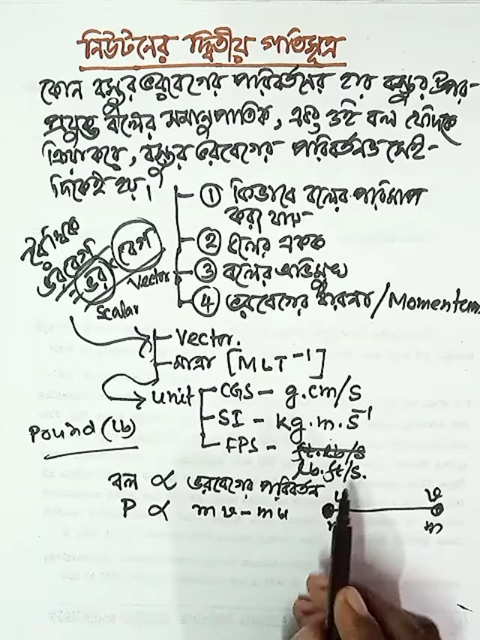 নিউটনের দ্বিতীয় গতিসূত্র
কোন বস্তুর ভরবেগের পরিবর্তনের হার বস্তুর উপর-
প্রযুক্ত বলের সমানুপাতিক, এবং ঐ বল যেদিকে
ক্রিয়া করে, বস্তুর ভরবেগের পরিবর্তনও সেই-
দিকেই হয়।
① কিভাবে বলের পরিমাপ
করা যায়-
② বলের একক
③ বলের অভিমুখ
④ ভরবেগের ধারনা/Momentum
ভরবেগ
ভর × বেগ
Scalar
Vector
Vector.
মাত্রা [MLT⁻¹]
unit
CGS - g.cm/s
SI - kg.m.s⁻¹
FPS - ft.lb/s
lb.ft/s.
Pound (lb)
বল ∝ ভরবেগের পরিবর্তন
P ∝ mv - mu
u
v
m
m